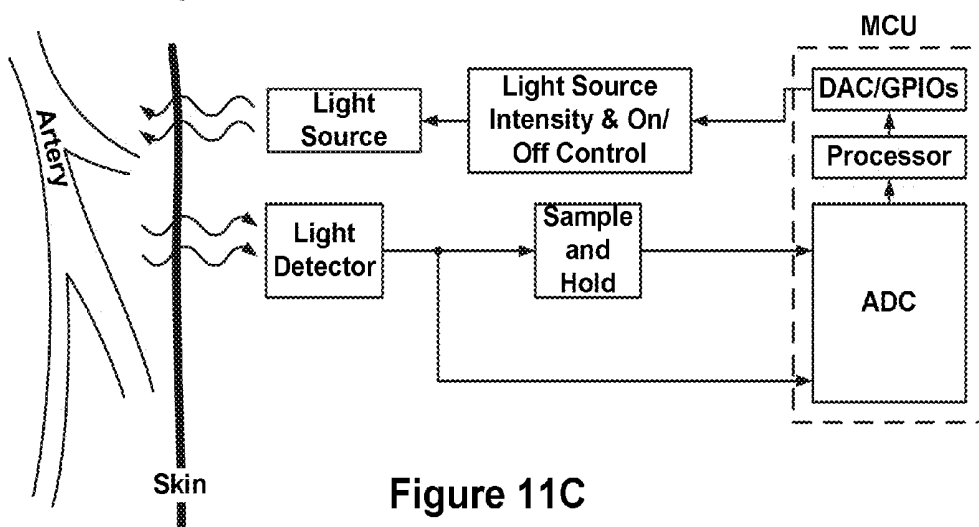 MCU
DAC/GPIOs
Light Source
Intensity & On/
Off Control
Light
Source
Processor
Artery
Sample
and
Hold
Light
Detector
ADC
Skin
Figure 11C